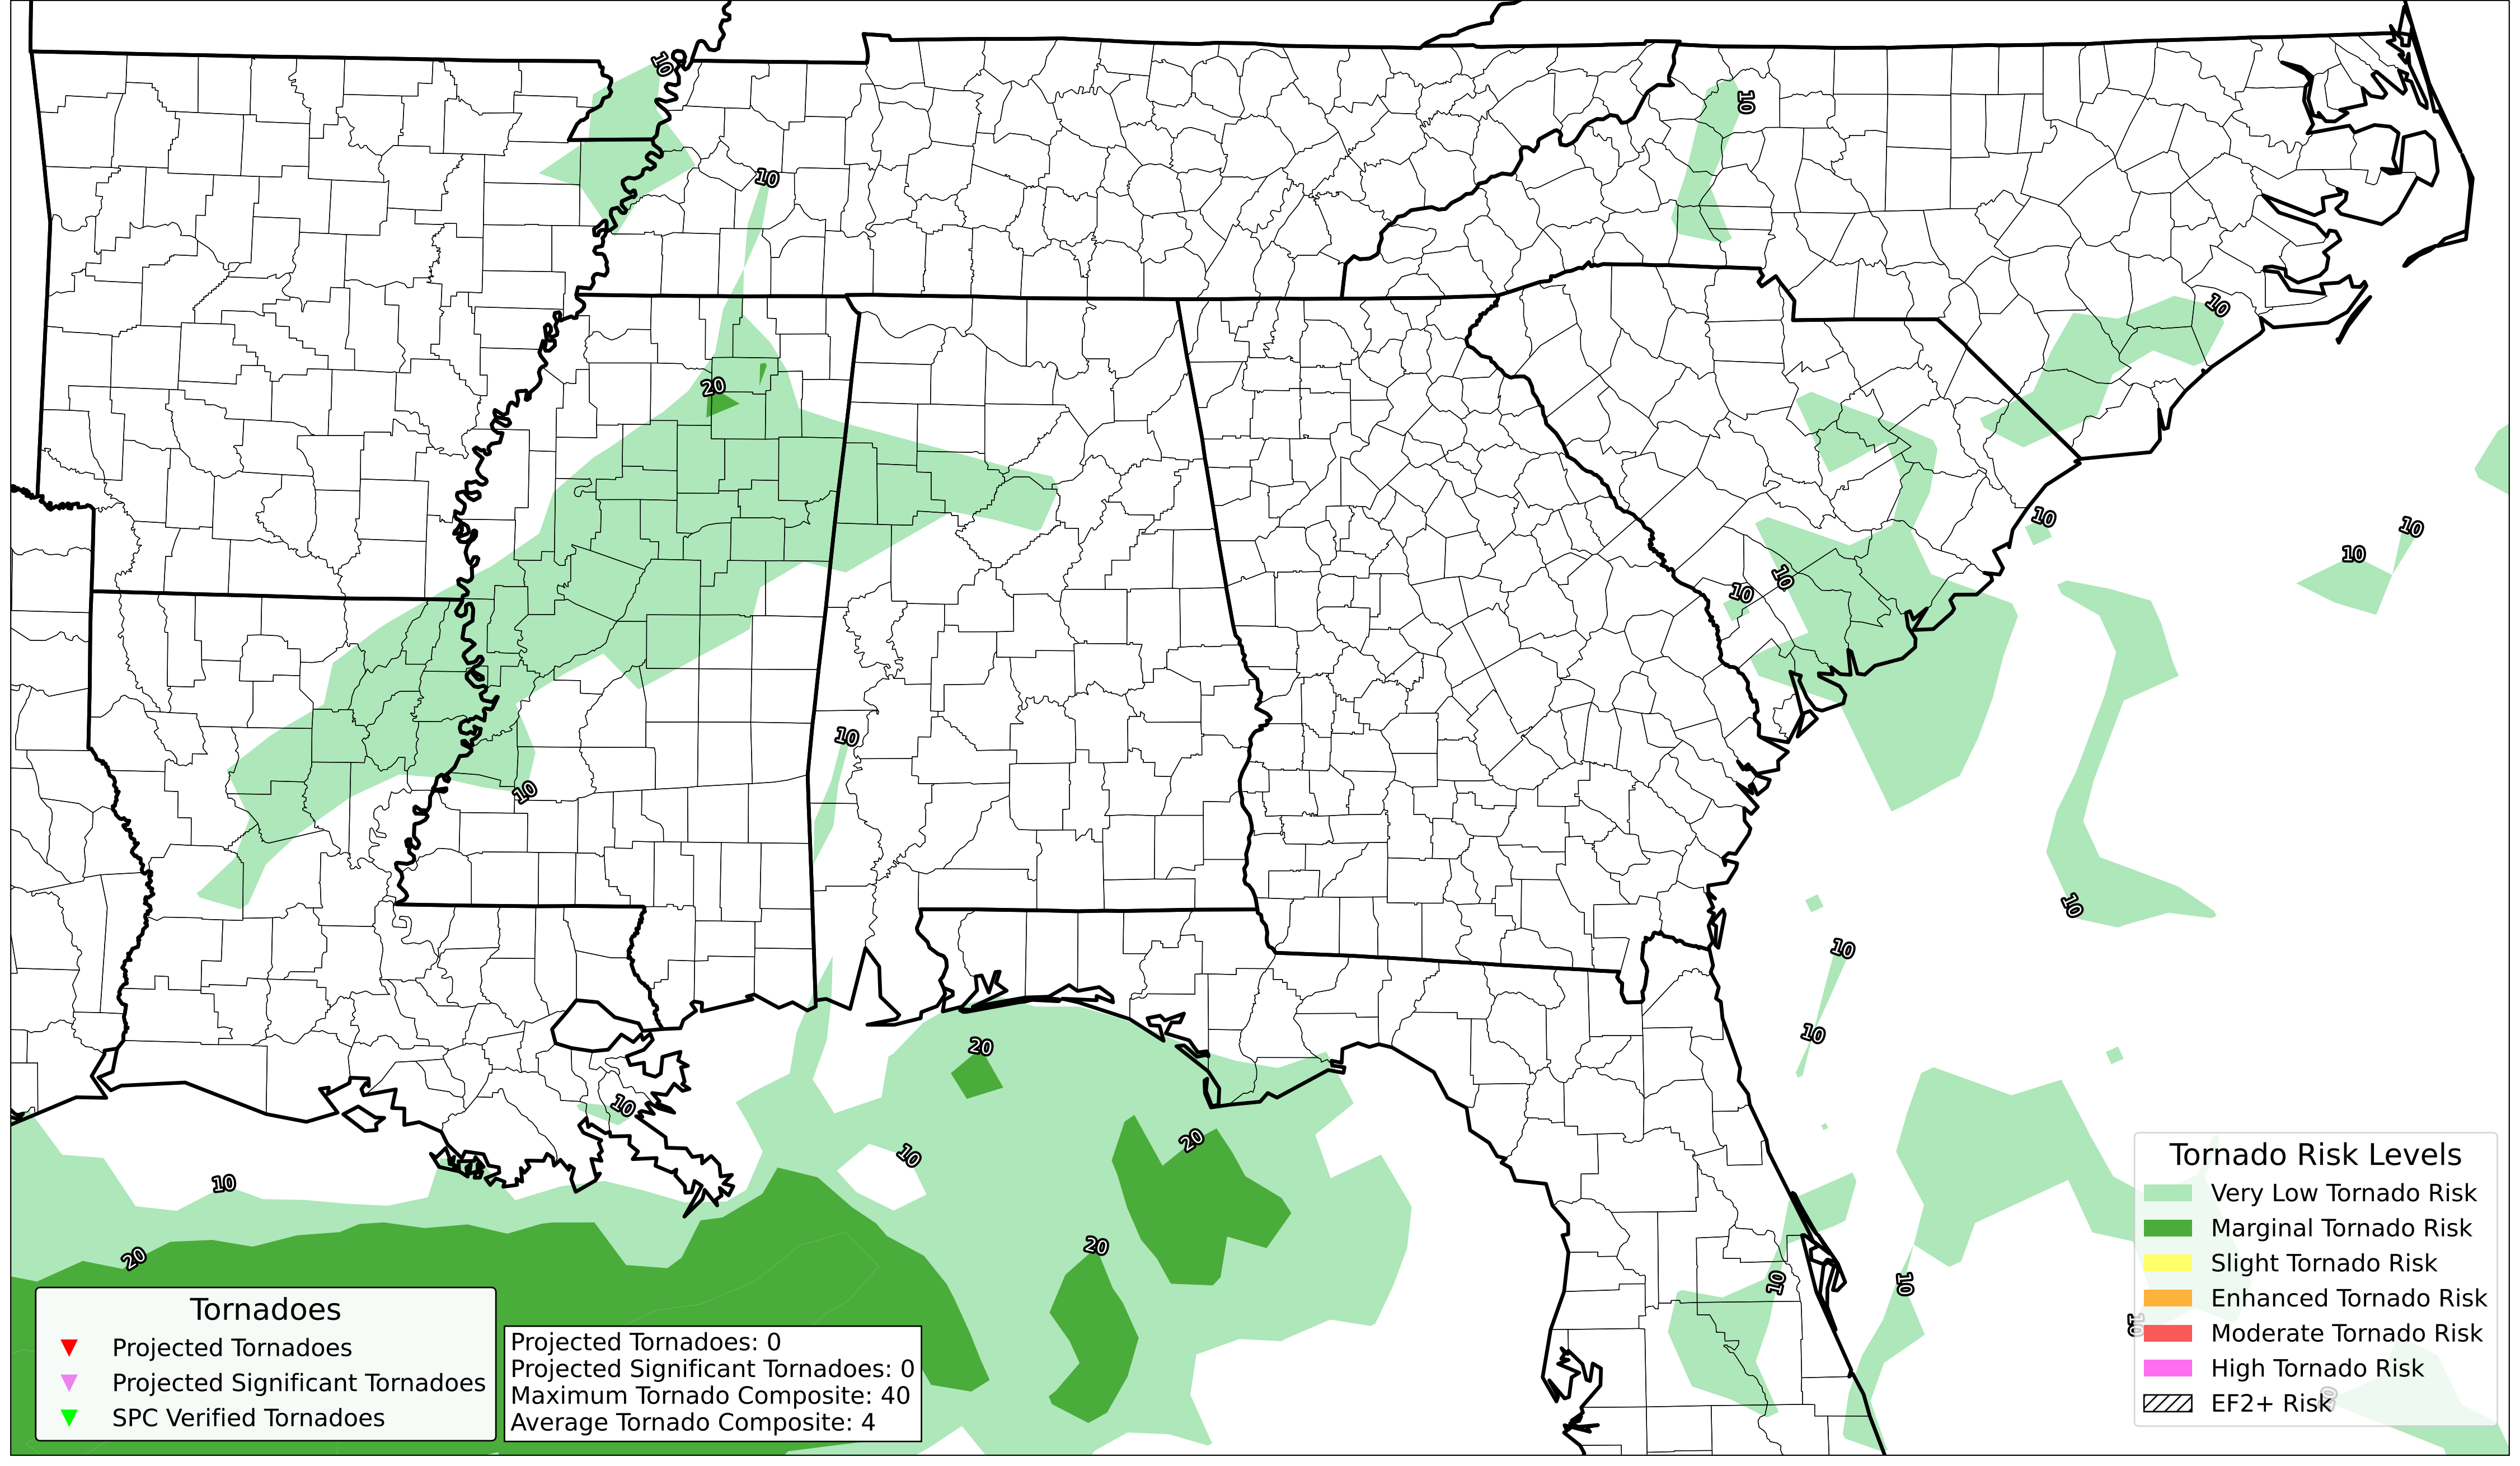 10
10
10
20
10
10
10
10
10
10
10
10
10
10
10
10
20
10
20
10
10
20
20
10
10
10
Tornadoes
Projected Tornadoes
Projected Significant Tornadoes
SPC Verified Tornadoes
Projected Tornadoes: 0
Projected Significant Tornadoes: 0
Maximum Tornado Composite: 40
Average Tornado Composite: 4
Tornado Risk Levels
Very Low Tornado Risk
Marginal Tornado Risk
Slight Tornado Risk
Enhanced Tornado Risk
Moderate Tornado Risk
High Tornado Risk
EF2+ Risk